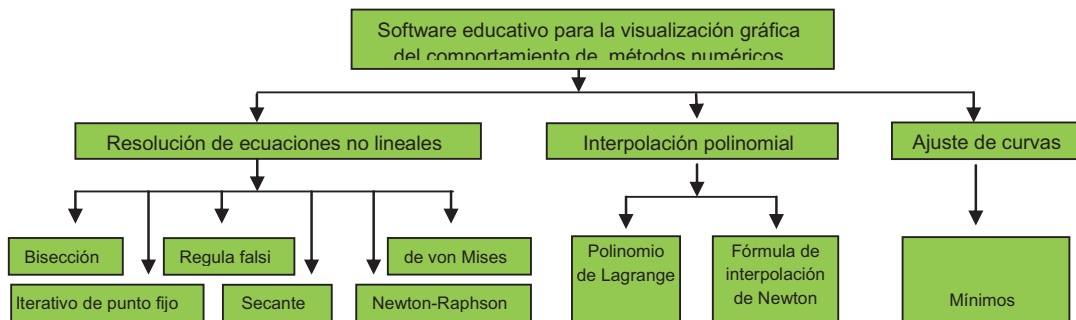 Software educativo para la visualización gráfica
del comportamiento de métodos numéricos
Resolución de ecuaciones no lineales
Interpolación polinomial
Ajuste de curvas
Bisección
Regula falsi
de von Mises
Iterativo de punto fijo
Secante
Newton-Raphson
Polinomio
de Lagrange
Fórmula de
interpolación
de Newton
Mínimos